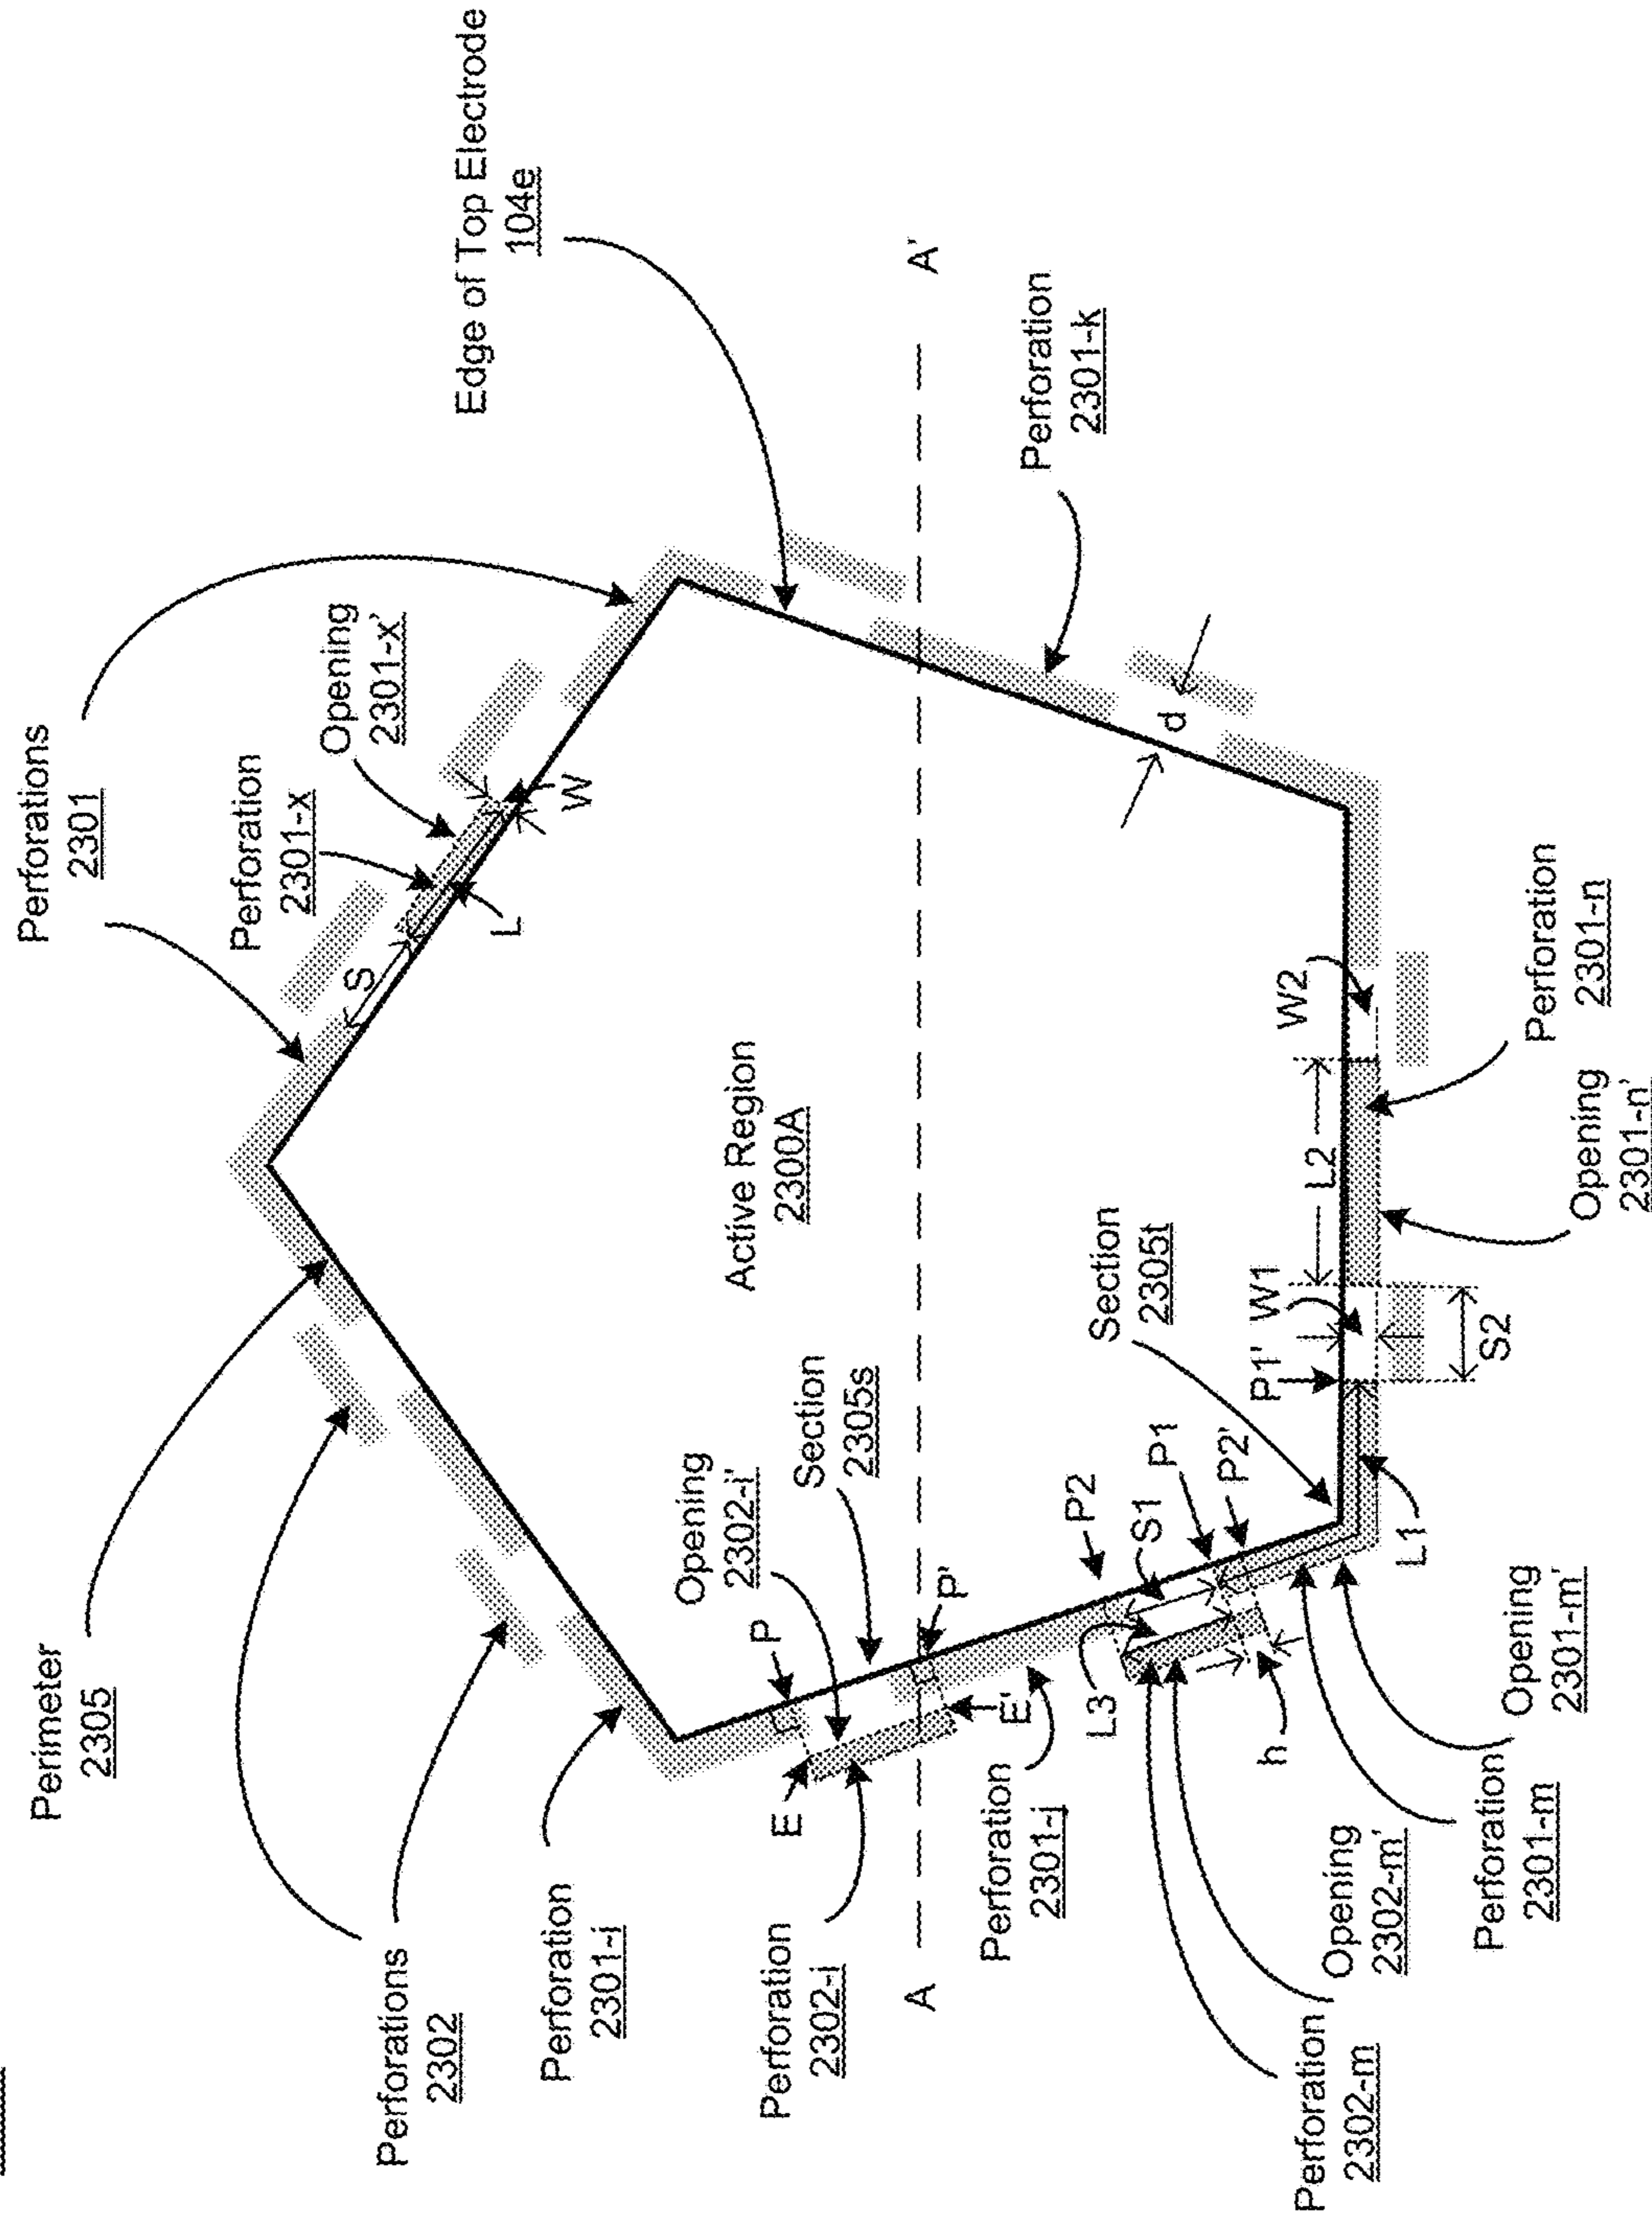 Perimeter
2305
Perforations
2301
Perforation
2301-x
Opening
2301-x'
S
L
W
Perforations
2302
Edge of Top Electrode
104e
Perforation
2301-j
Opening
2302-i'
P
Active Region
2300A
Perforation
2302-i
E
Section
2305s
A
A'
P'
E'
Perforation
2301-j
Perforation
2301-k
P2
L3
S1
Section
2305t
P1
P2'
d
h
P1'
W1
L2
W2
Perforation
2302-m
Opening
2302-m'
L1
S2
Perforation
2301-m
Opening
2301-m'
Perforation
2301-n
Opening
2301-n'